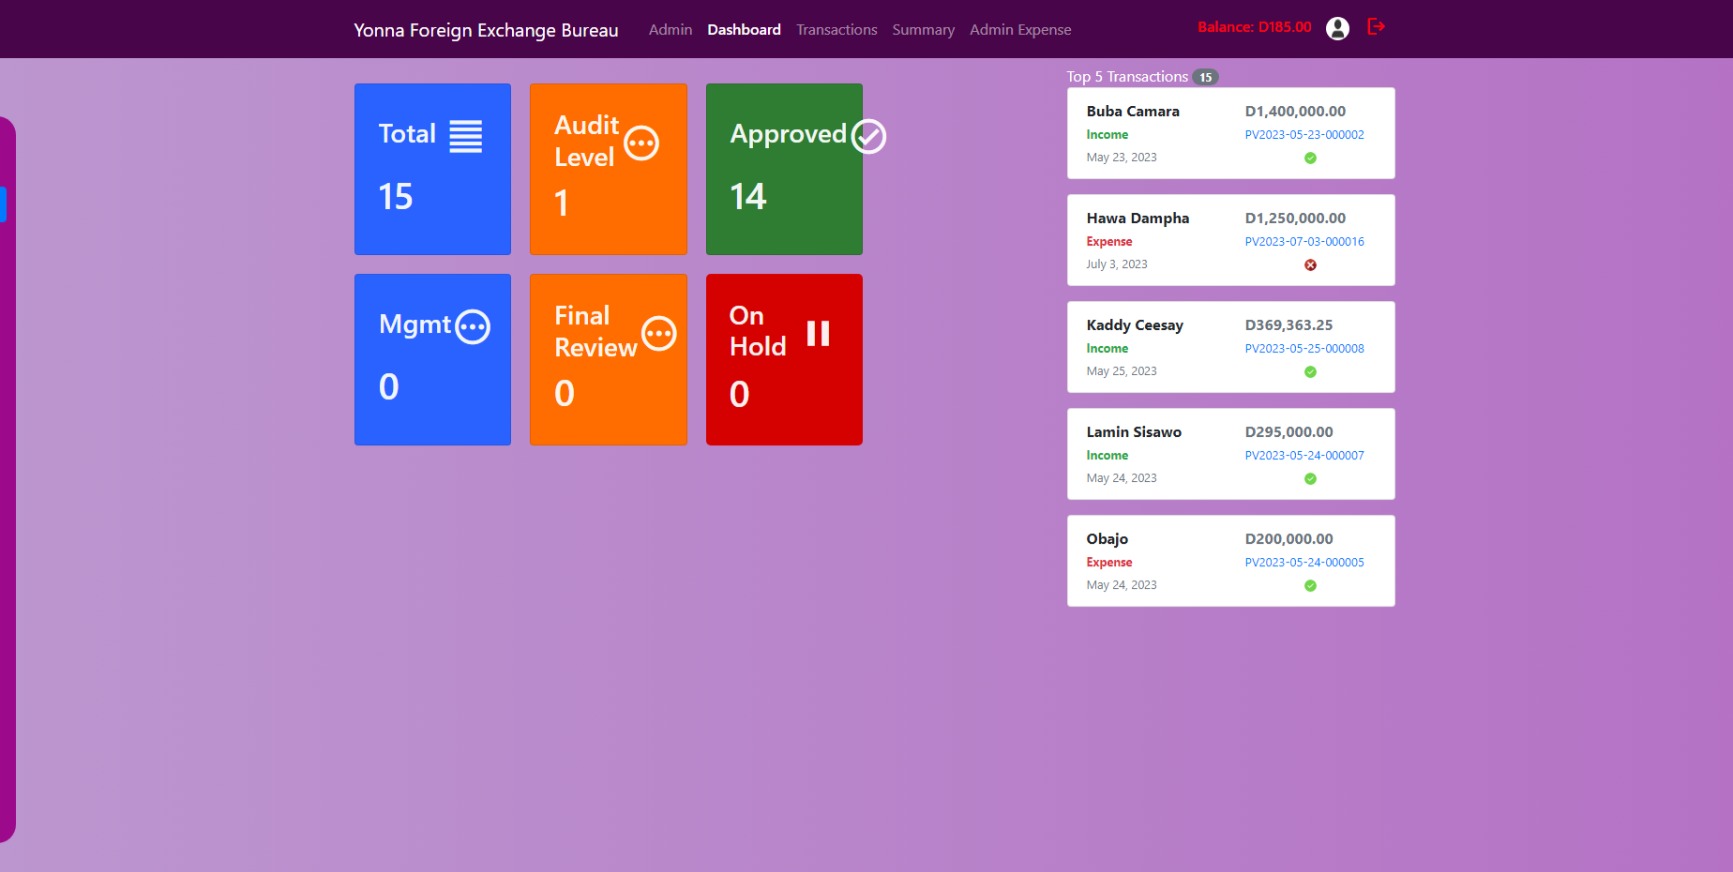 Yonna Foreign Exchange Bureau Admin Dashboard Transactions Summary Admin Expense Balance: D185.00
Total
15
Audit
Level
1
Approved
14
Mgmt
0
Final
Review
0
On
Hold
0
Top 5 Transactions 15
Buba Camara D1,400,000.00
Income PV2023-05-23-000002
May 23, 2023
Hawa Dampha D1,250,000.00
Expense PV2023-07-03-000016
July 3, 2023
Kaddy Ceesay D369,363.25
Income PV2023-05-25-000008
May 25, 2023
Lamin Sisawo D295,000.00
Income PV2023-05-24-000007
May 24, 2023
Obajo D200,000.00
Expense PV2023-05-24-000005
May 24, 2023